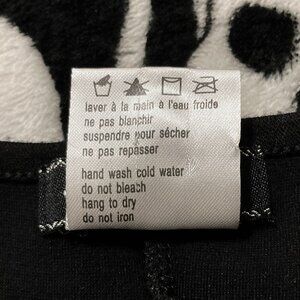 laver à la main à l'eau froide
ne pas blanchir
suspendre pour sécher
ne pas repasser
hand wash cold water
do not bleach
hang to dry
do not iron